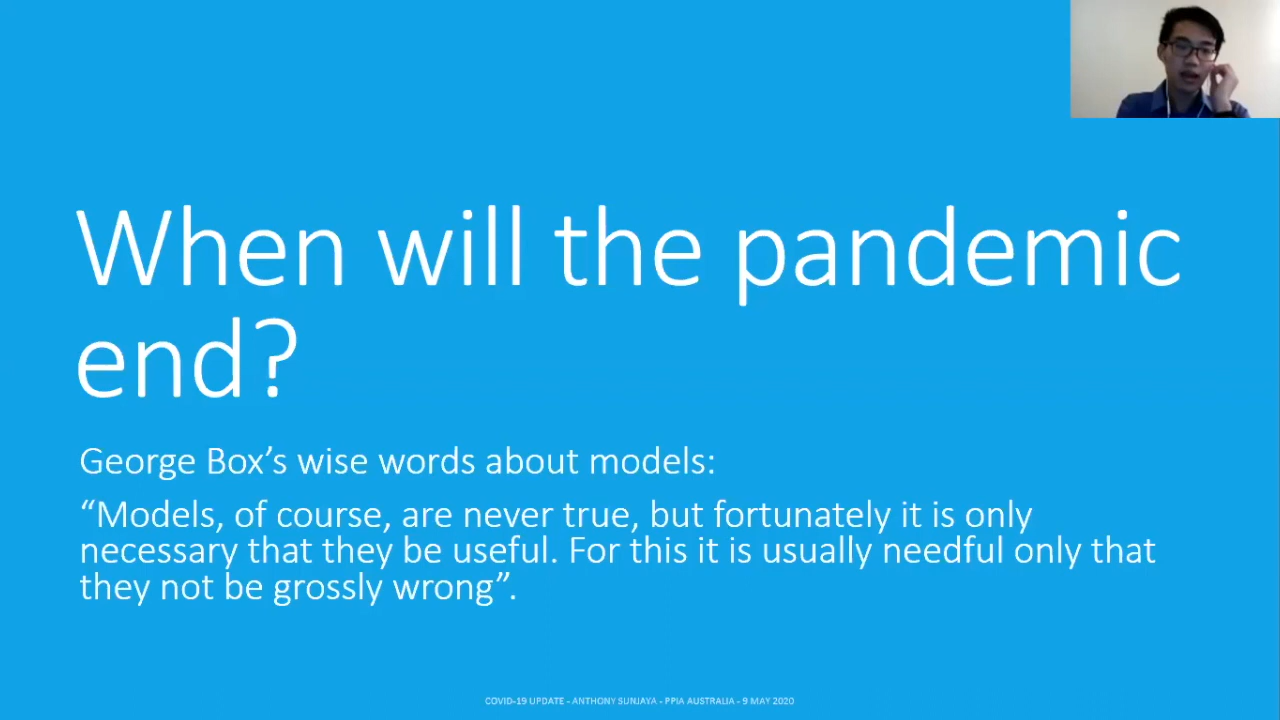 When will the pandemic
end?
George Box’s wise words about models:
“Models, of course, are never true, but fortunately it is only
necessary that they be useful. For this it is usually needful only that
they not be grossly wrong”.
COVID-19 UPDATE - ANTHONY SUNJAYA - PPIA AUSTRALIA - 9 MAY 2020